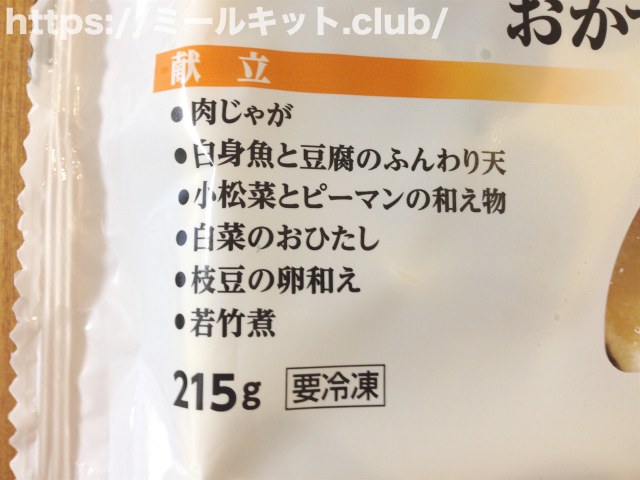 https://ミールキット.club/
おかず
献立
●肉じゃが
●白身魚と豆腐のふんわり天
●小松菜とピーマンの和え物
●白菜のおひたし
●枝豆の卵和え
●若竹煮
215g 要冷凍